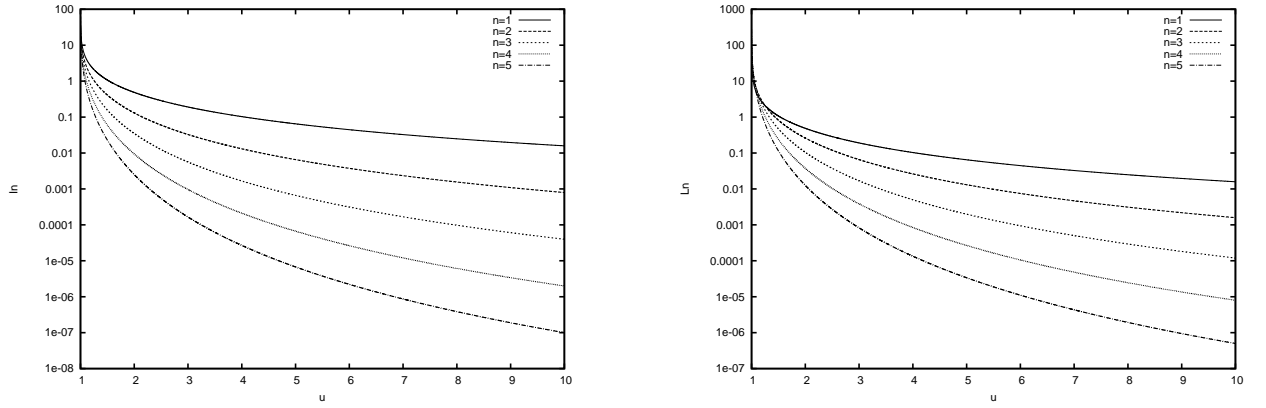 100
10
1
0.1
0.01
0.001
0.0001
1e-05
1e-06
1e-07
1e-08
1 2 3 4 5 6 7 8 9 10
ln
u
n=1
n=2
n=3
n=4
n=5
1000
100
10
1
0.1
0.01
0.001
0.0001
1e-05
1e-06
1e-07
1 2 3 4 5 6 7 8 9 10
Ln
u
n=1
n=2
n=3
n=4
n=5